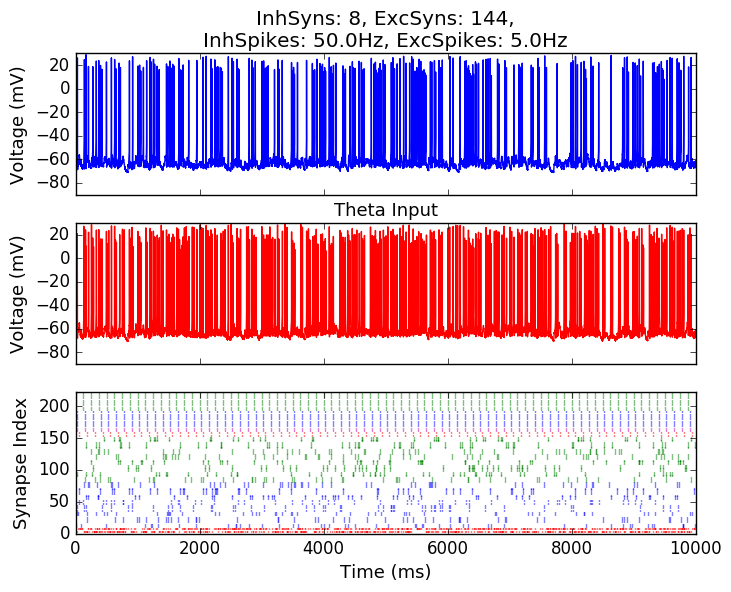 InhSyns: 8, ExcSyns: 144,
InhSpikes: 50.0Hz, ExcSpikes: 5.0Hz
Voltage (mV)
20
0
−20
−40
−60
−80
Theta Input
Voltage (mV)
20
0
−20
−40
−60
−80
Synapse Index
200
150
100
50
0
0 2000 4000 6000 8000 10000
Time (ms)